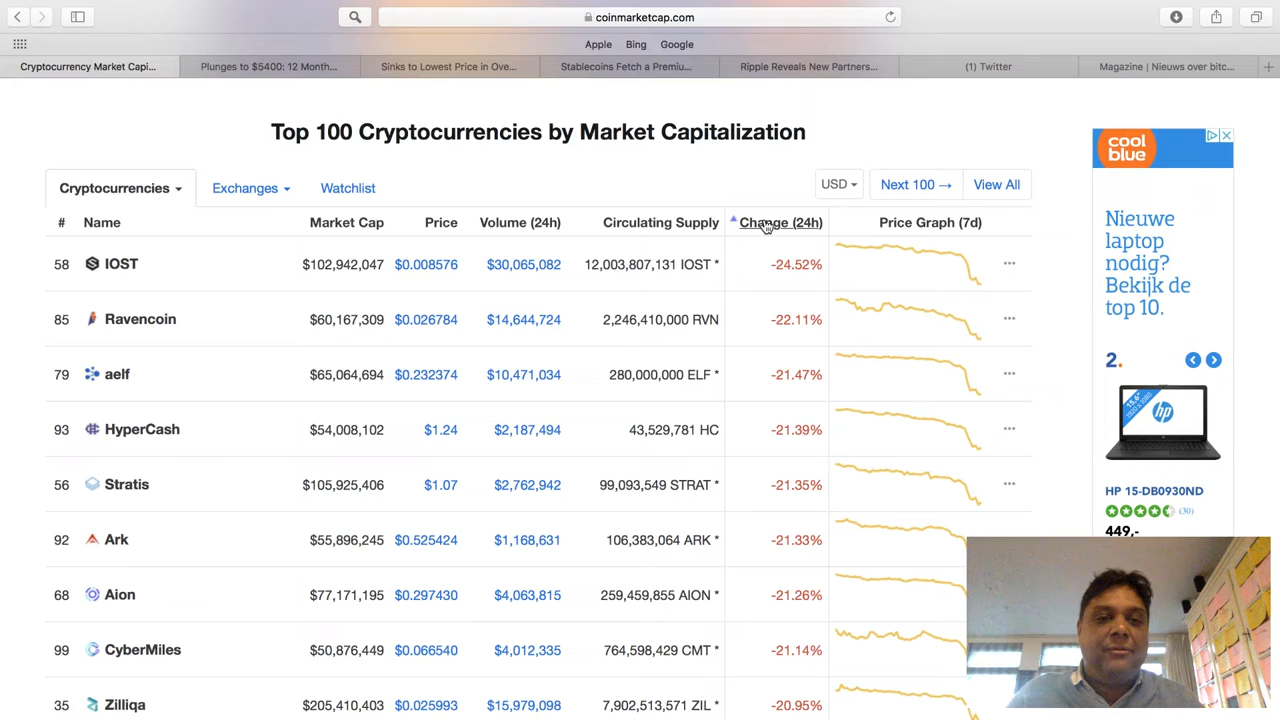 coinmarketcap.com
Apple Bing Google
Cryptocurrency Market Capi... Plunges to $5400: 12 Month... Sinks to Lowest Price in Ove... Stablecoins Fetch a Premiu... Ripple Reveals New Partners... (1) Twitter Magazine | Nieuws over bitc...
Top 100 Cryptocurrencies by Market Capitalization
Cryptocurrencies Exchanges Watchlist USD Next 100 → View All
# Name Market Cap Price Volume (24h) Circulating Supply Change (24h) Price Graph (7d)
58 IOST $102,942,047 $0.008576 $30,065,082 12,003,807,131 IOST * -24.52%
85 Ravencoin $60,167,309 $0.026784 $14,644,724 2,246,410,000 RVN -22.11%
79 aelf $65,064,694 $0.232374 $10,471,034 280,000,000 ELF * -21.47%
93 HyperCash $54,008,102 $1.24 $2,187,494 43,529,781 HC -21.39%
56 Stratis $105,925,406 $1.07 $2,762,942 99,093,549 STRAT * -21.35%
92 Ark $55,896,245 $0.525424 $1,168,631 106,383,064 ARK * -21.33%
68 Aion $77,171,195 $0.297430 $4,063,815 259,459,855 AION * -21.26%
99 CyberMiles $50,876,449 $0.066540 $4,012,335 764,598,429 CMT * -21.14%
35 Zilliqa $205,410,403 $0.025993 $15,979,098 7,902,513,571 ZIL * -20.95%
cool
blue
Nieuwe
laptop
nodig?
Bekijk de
top 10.
2.
15,6"
1920 x 1080
hp
HP 15-DB0930ND
(30)
449,-